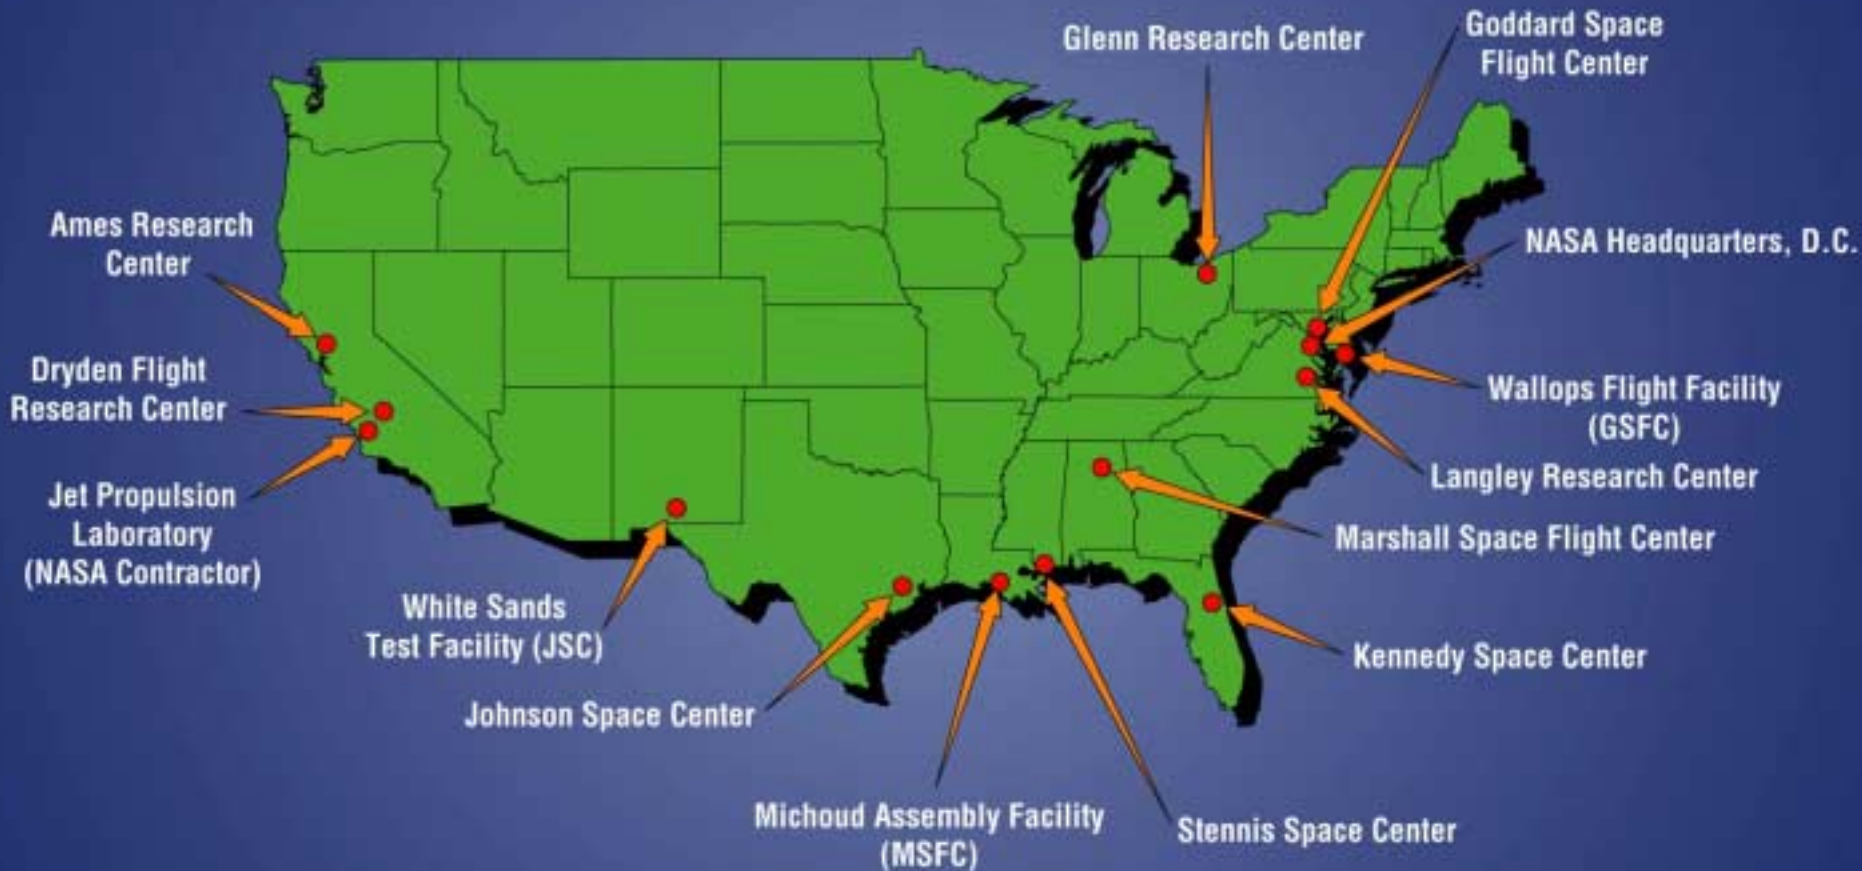 Glenn Research Center
Goddard Space
Flight Center
Ames Research
Center
NASA Headquarters, D.C.
Dryden Flight
Research Center
Wallops Flight Facility
(GSFC)
Langley Research Center
Jet Propulsion
Laboratory
(NASA Contractor)
Marshall Space Flight Center
White Sands
Test Facility (JSC)
Kennedy Space Center
Johnson Space Center
Michoud Assembly Facility
(MSFC)
Stennis Space Center